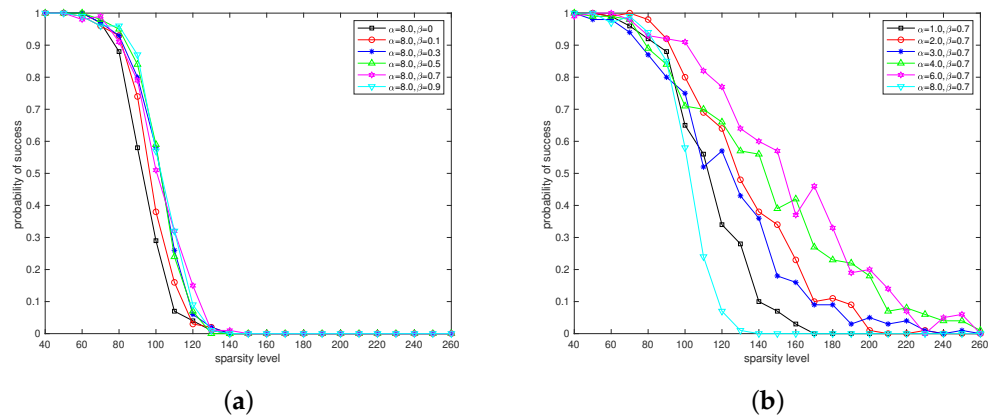 1
0.9
0.8
0.7
0.6
0.5
0.4
0.3
0.2
0.1
0
probability of success
40 60 80 100 120 140 160 180 200 220 240 260
sparsity level
α=8.0, β=0
α=8.0, β=0.1
α=8.0, β=0.3
α=8.0, β=0.5
α=8.0, β=0.7
α=8.0, β=0.9
(a)
1
0.9
0.8
0.7
0.6
0.5
0.4
0.3
0.2
0.1
0
probability of success
40 60 80 100 120 140 160 180 200 220 240 260
sparsity level
α=1.0, β=0.7
α=2.0, β=0.7
α=3.0, β=0.7
α=4.0, β=0.7
α=6.0, β=0.7
α=8.0, β=0.7
(b)